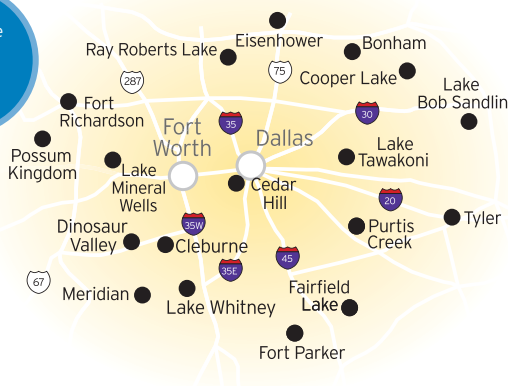 e
Eisenhower
Ray Roberts Lake
Bonham
287
75
Cooper Lake
Lake
Bob Sandlin
Fort
Richardson
35
30
Fort
Worth
Dallas
Possum
Kingdom
Lake
Mineral
Wells
Lake
Tawakoni
Cedar
Hill
20
Tyler
Dinosaur
Valley
35W
Cleburne
Purtis
Creek
35E
45
67
Meridian
Lake Whitney
Fairfield
Lake
Fort Parker